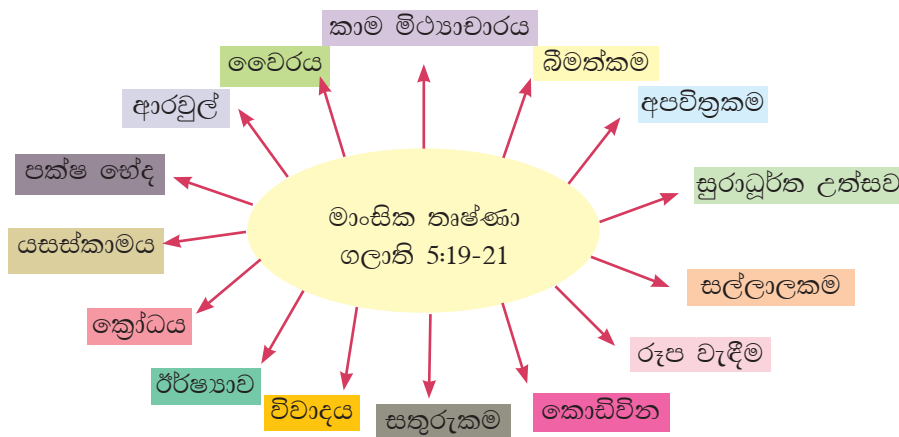 කාම මිථ්‍යාචාරය
වෛරය
බීමත්කම
ආරවුල්
අපවිත්‍රකම
පක්ෂ භේද
සුරාධූර්ත උත්සව
මාංසික තෘෂ්ණා
ගලාති 5:19-21
යසස්කාමය
සල්ලාලකම
ක්‍රෝධය
රූප වැඳීම
ඊර්ෂ්‍යාව
විවාදය
සතුරුකම
කොඩිවින